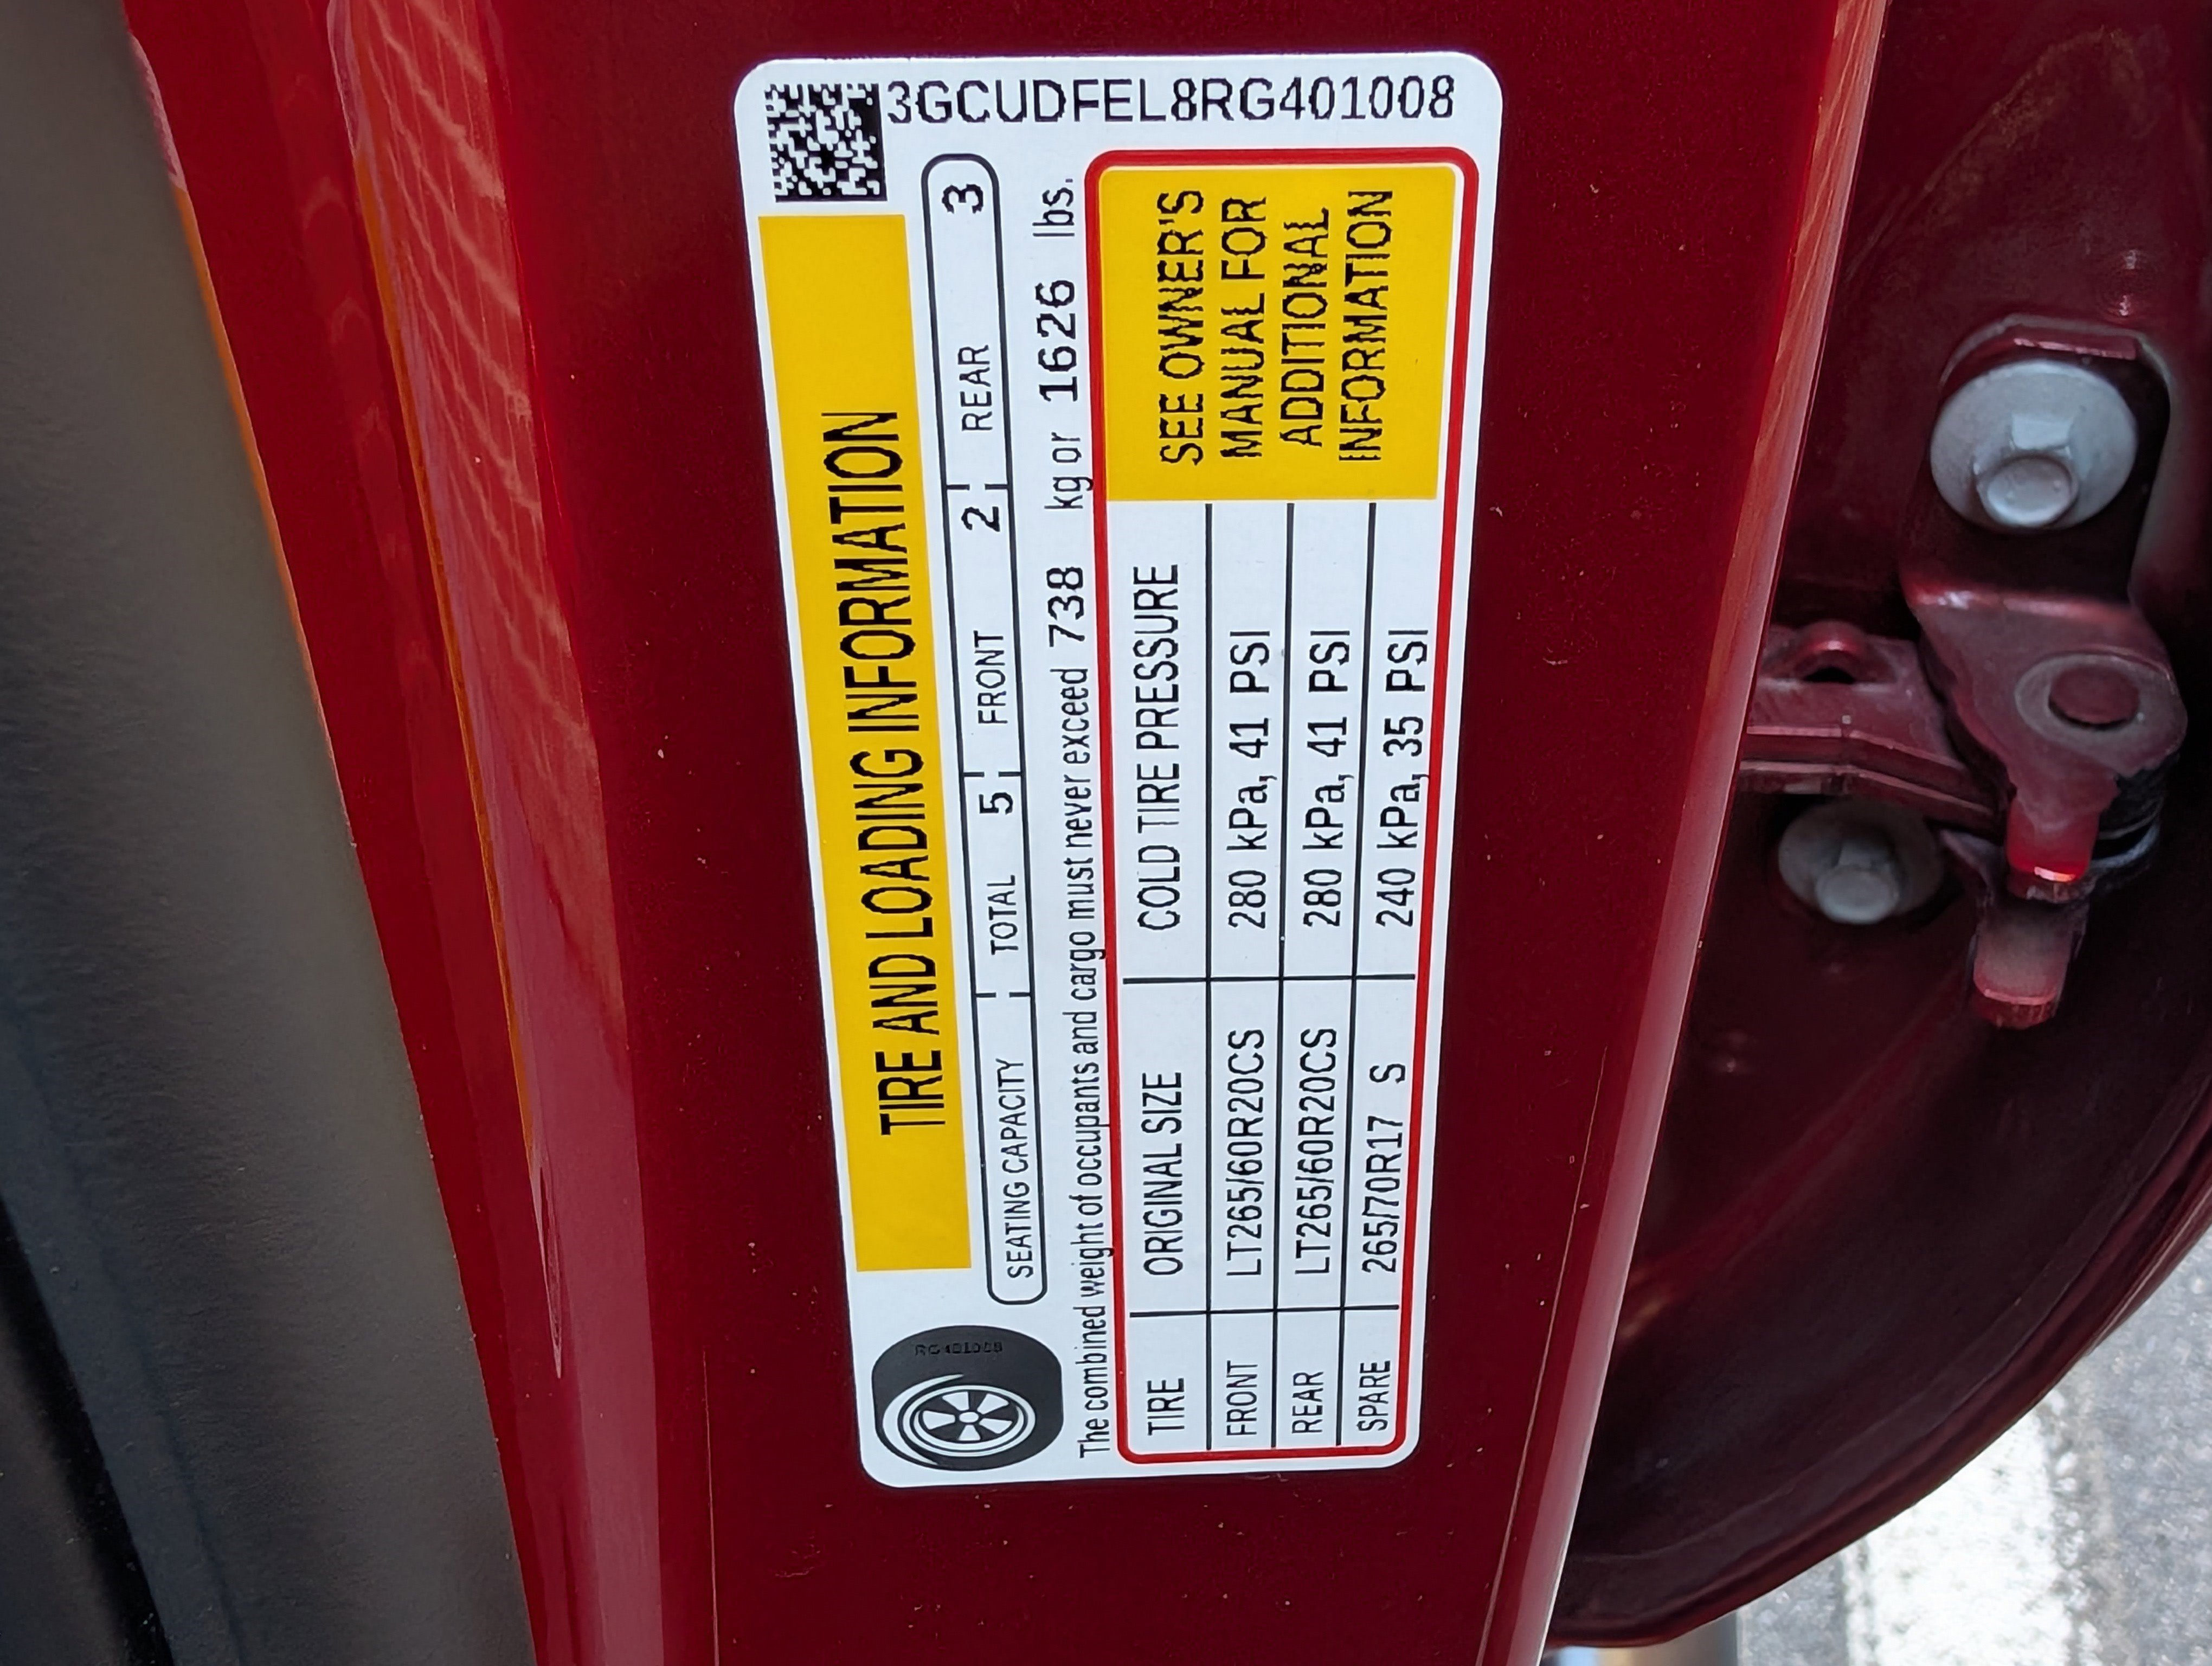 3GCUDFEL8RG401008
TIRE AND LOADING INFORMATION
SEATING CAPACITY TOTAL 5 FRONT 2 REAR 3
The combined weight of occupants and cargo must never exceed 738 kg or 1626 lbs.
TIRE ORIGINAL SIZE COLD TIRE PRESSURE
FRONT LT265/60R20CS 280 kPa, 41 PSI
REAR LT265/60R20CS 280 kPa, 41 PSI
SPARE 265/70R17 S 240 kPa, 35 PSI
SEE OWNER'S
MANUAL FOR
ADDITIONAL
INFORMATION
RG401008